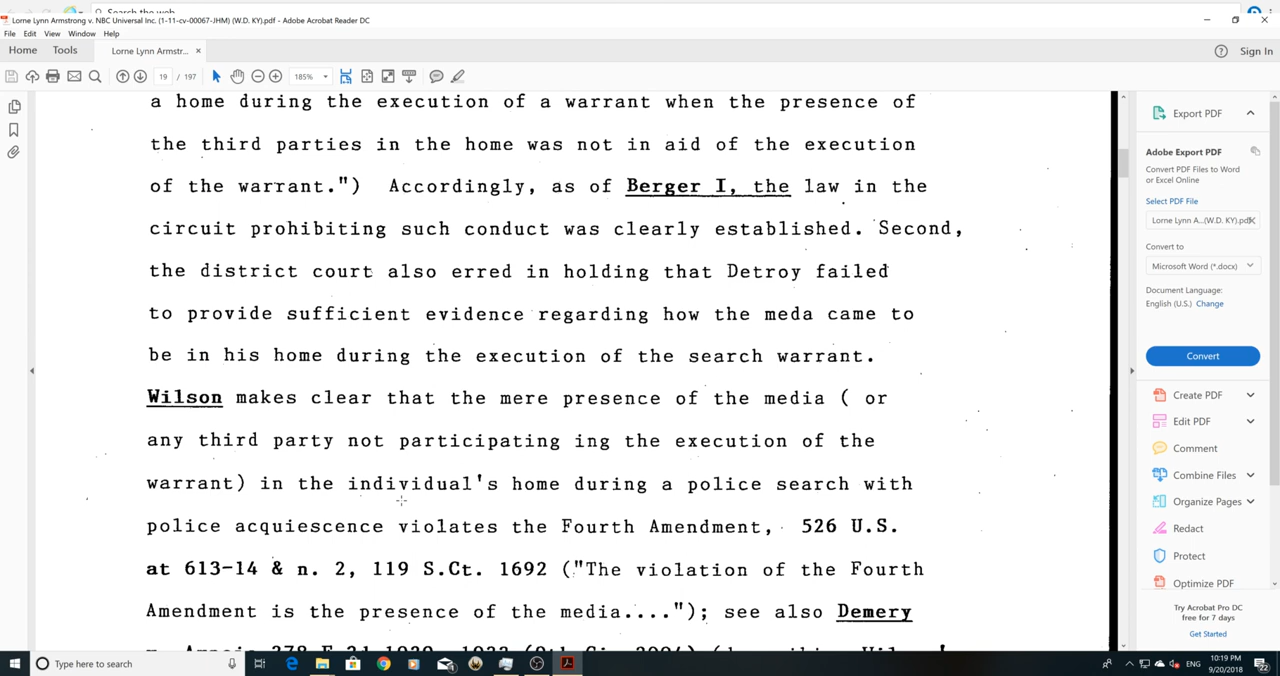 Search the web
Lorne Lynn Armstrong v. NBC Universal Inc. (1-11-cv-00067-JHM) (W.D. KY).pdf - Adobe Acrobat Reader DC
File Edit View Window Help
Home Tools Lorne Lynn Armstr... × Sign In
19 / 197 185%
a home during the execution of a warrant when the presence of
the third parties in the home was not in aid of the execution
of the warrant.") Accordingly, as of Berger I, the law in the
circuit prohibiting such conduct was clearly established. Second,
the district court also erred in holding that Detroy failed
to provide sufficient evidence regarding how the meda came to
be in his home during the execution of the search warrant.
Wilson makes clear that the mere presence of the media ( or
any third party not participating ing the execution of the
warrant) in the individual's home during a police search with
police acquiescence violates the Fourth Amendment, 526 U.S.
at 613-14 & n. 2, 119 S.Ct. 1692 ("The violation of the Fourth
Amendment is the presence of the media...."); see also Demery
Export PDF
Adobe Export PDF
Convert PDF Files to Word
or Excel Online
Select PDF File
Lorne Lynn A...(W.D. KY).pdf
Convert to
Microsoft Word (*.docx)
Document Language:
English (U.S.) Change
Convert
Create PDF
Edit PDF
Comment
Combine Files
Organize Pages
Redact
Protect
Optimize PDF
Try Acrobat Pro DC
free for 7 days
Get Started
Type here to search
ENG
10:19 PM
9/20/2018
22